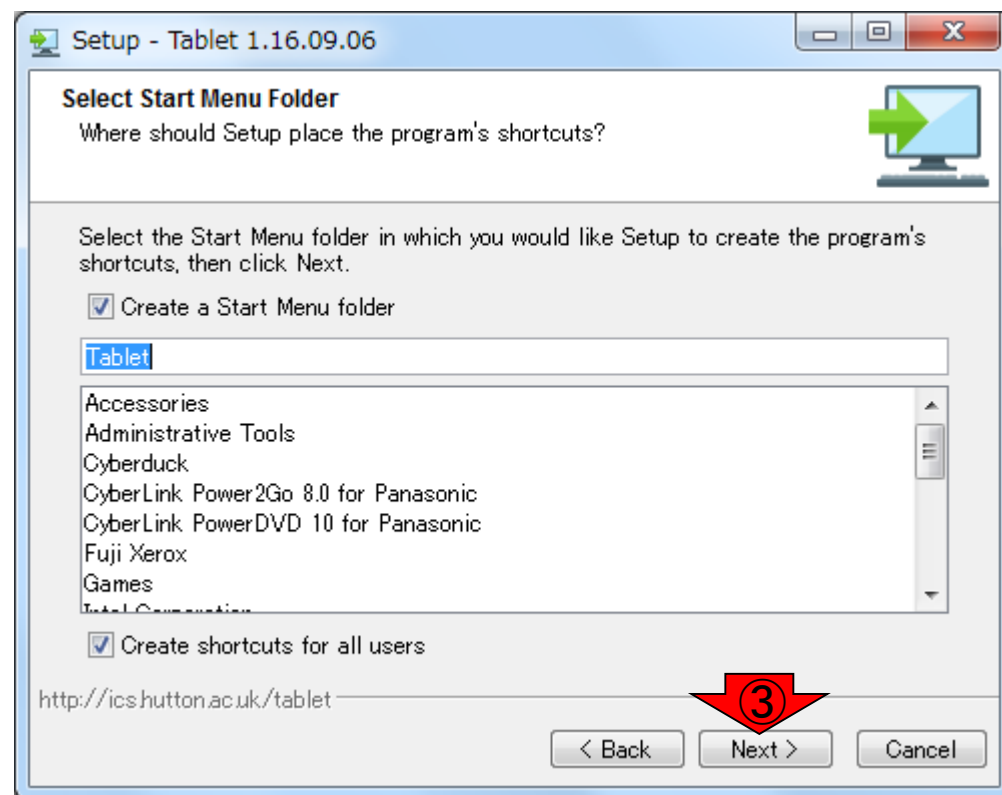 Setup - Tablet 1.16.09.06
Select Start Menu Folder
Where should Setup place the program's shortcuts?
Select the Start Menu folder in which you would like Setup to create the program's
shortcuts, then click Next.
Create a Start Menu folder
Tablet
Accessories
Administrative Tools
Cyberduck
CyberLink Power2Go 8.0 for Panasonic
CyberLink PowerDVD 10 for Panasonic
Fuji Xerox
Games
Intel Corporation
Create shortcuts for all users
http://ics.hutton.ac.uk/tablet
③
< Back Next > Cancel